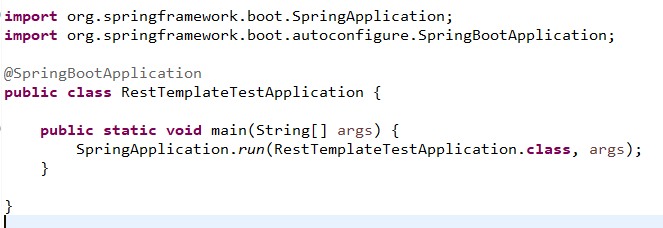 import org.springframework.boot.SpringApplication;
import org.springframework.boot.autoconfigure.SpringBootApplication;
@SpringBootApplication
public class RestTemplateTestApplication {
public static void main(String[] args) {
SpringApplication.run(RestTemplateTestApplication.class, args);
}
}